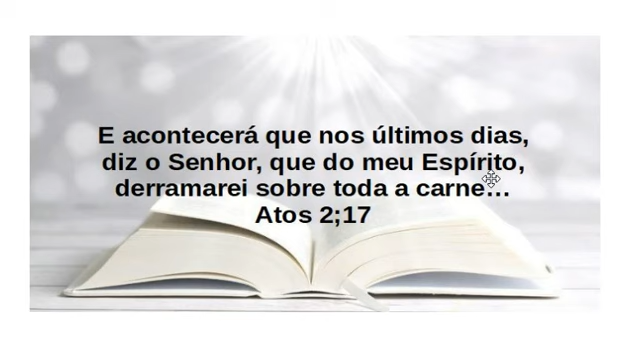 E acontecerá que nos últimos dias,
diz o Senhor, que do meu Espírito,
derramarei sobre toda a carne...
Atos 2;17